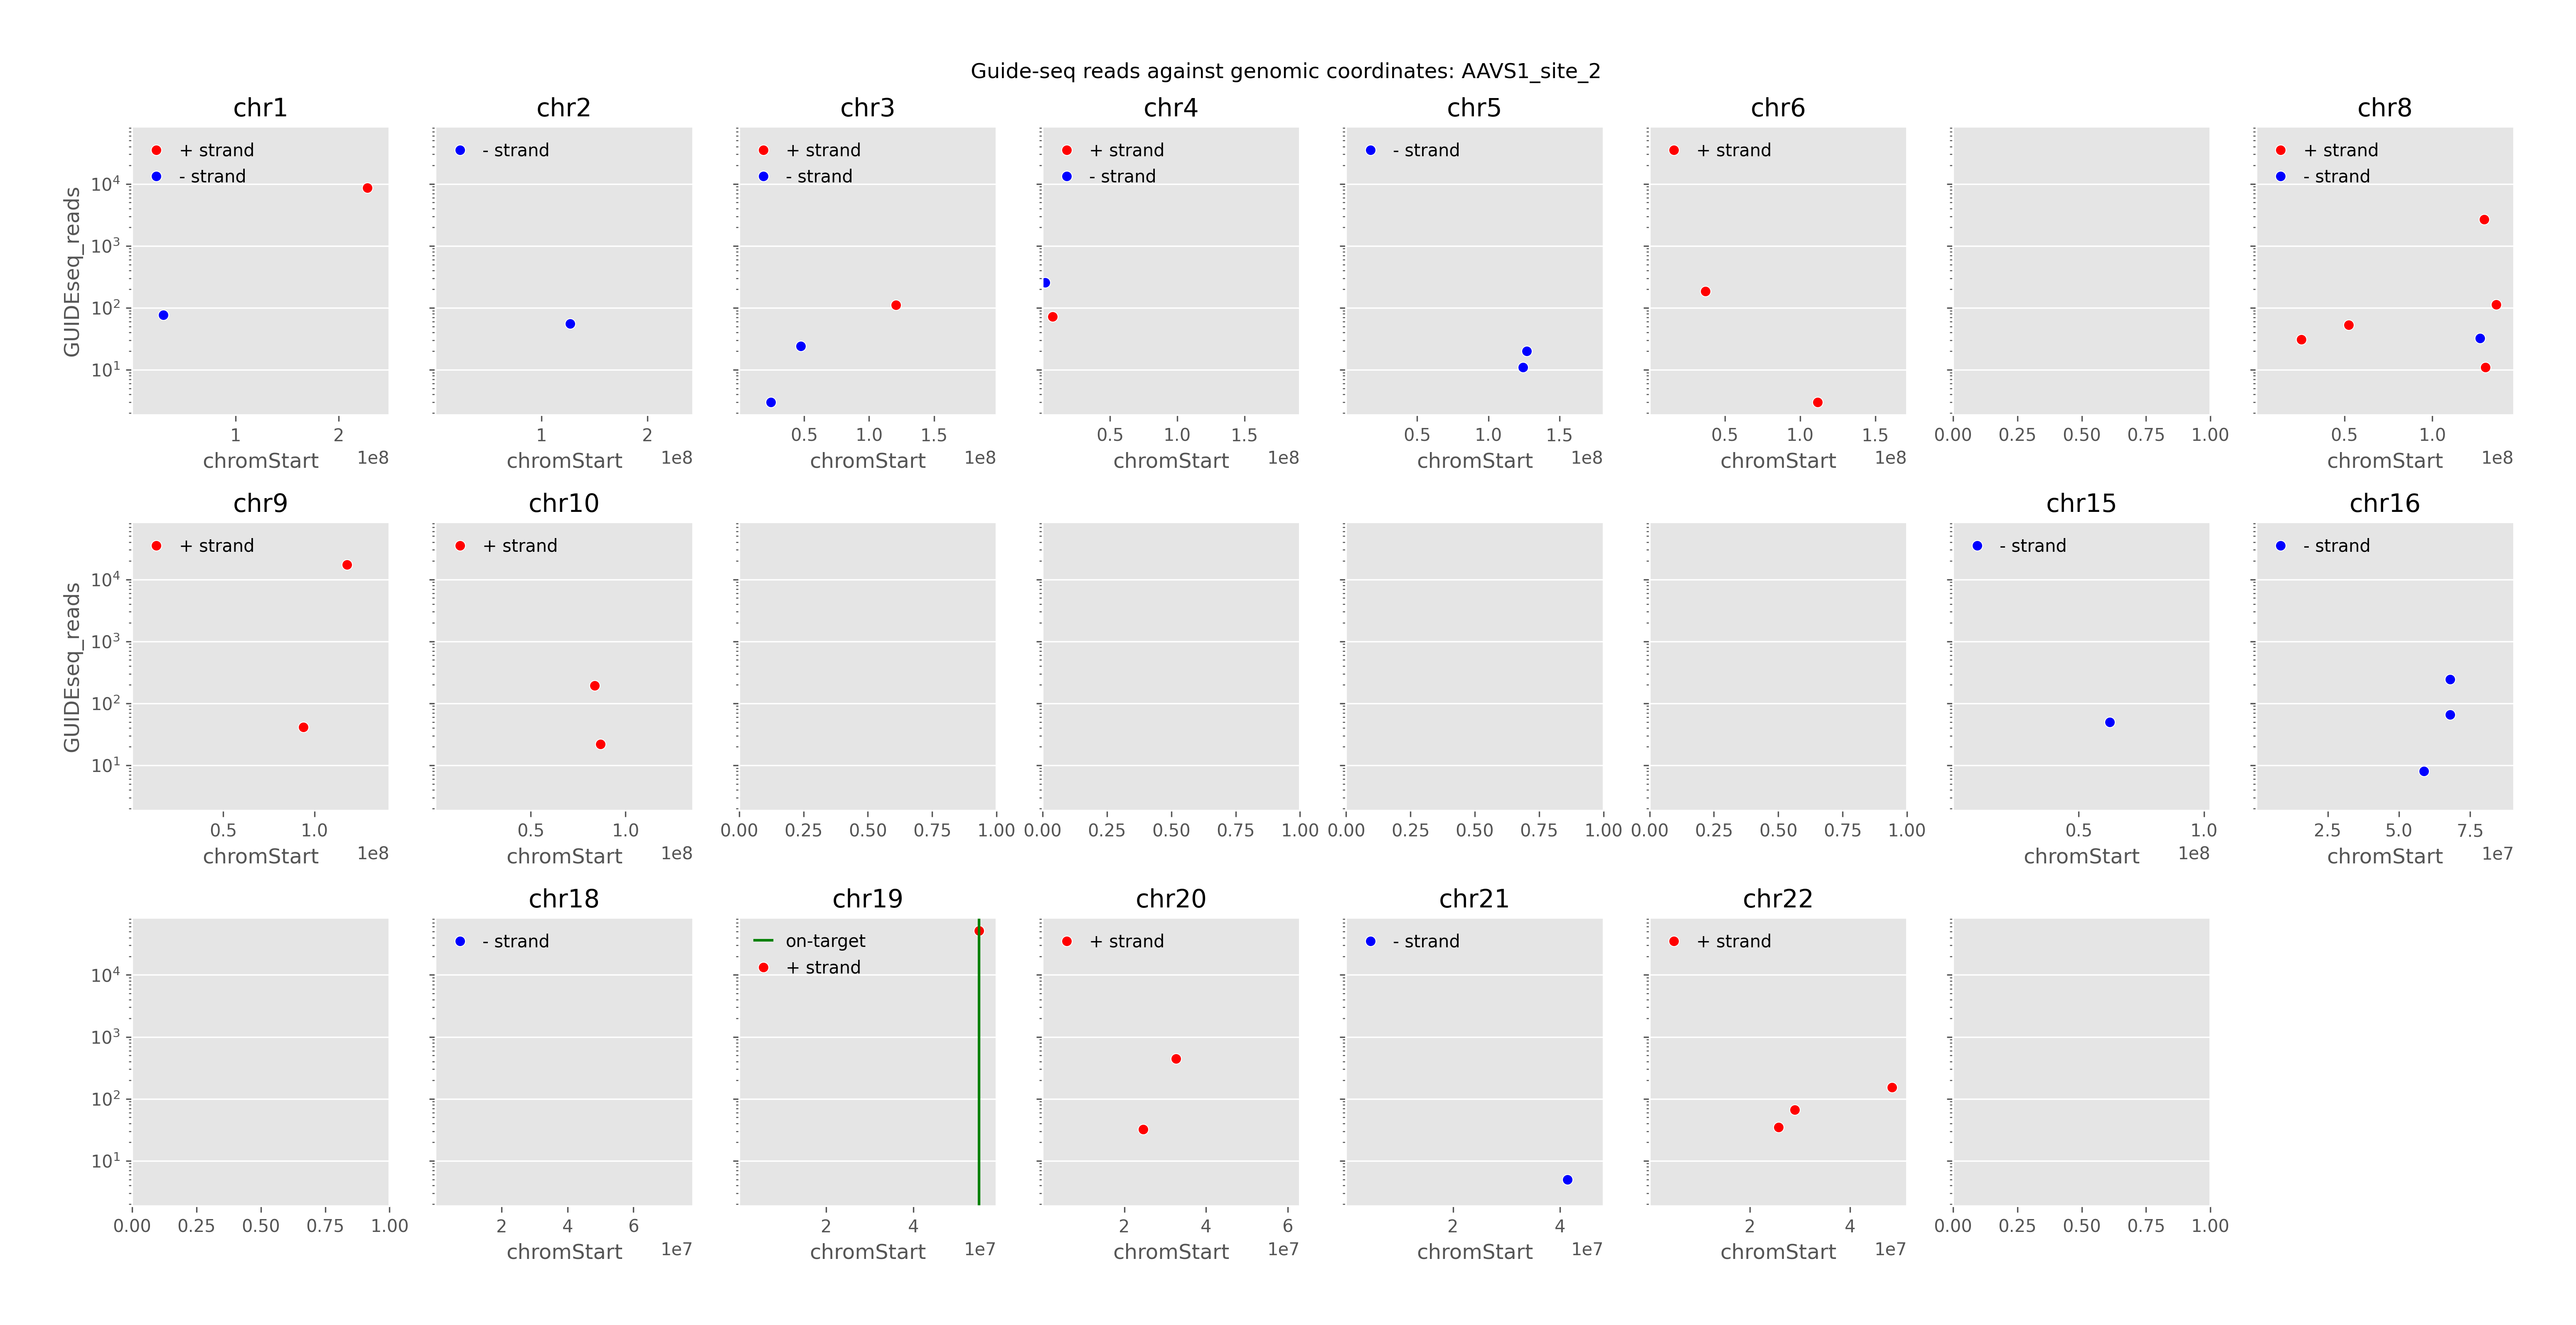 Guide-seq reads against genomic coordinates: AAVS1_site_2
chr1 chr2 chr3 chr4 chr5 chr6 chr8
+ strand - strand + strand + strand - strand + strand + strand
- strand - strand - strand - strand
GUIDEseq_reads
10^4
10^3
10^2
10^1
1 2 1 2 0.5 1.0 1.5 0.5 1.0 1.5 0.5 1.0 1.5 0.5 1.0 1.5 0.00 0.25 0.50 0.75 1.00 0.5 1.0
chromStart 1e8 chromStart 1e8 chromStart 1e8 chromStart 1e8 chromStart 1e8 chromStart 1e8 chromStart 1e8
chr9 chr10 chr15 chr16
+ strand + strand - strand - strand
GUIDEseq_reads
10^4
10^3
10^2
10^1
0.5 1.0 0.5 1.0 0.00 0.25 0.50 0.75 1.00 0.00 0.25 0.50 0.75 1.00 0.00 0.25 0.50 0.75 1.00 0.00 0.25 0.50 0.75 1.00 0.5 1.0 2.5 5.0 7.5
chromStart 1e8 chromStart 1e8 chromStart 1e8 chromStart 1e7
chr18 chr19 chr20 chr21 chr22
- strand on-target + strand - strand + strand
+ strand
10^4
10^3
10^2
10^1
0.00 0.25 0.50 0.75 1.00 2 4 6 2 4 2 4 6 2 4 2 4 0.00 0.25 0.50 0.75 1.00
chromStart 1e7 chromStart 1e7 chromStart 1e7 chromStart 1e7 chromStart 1e7